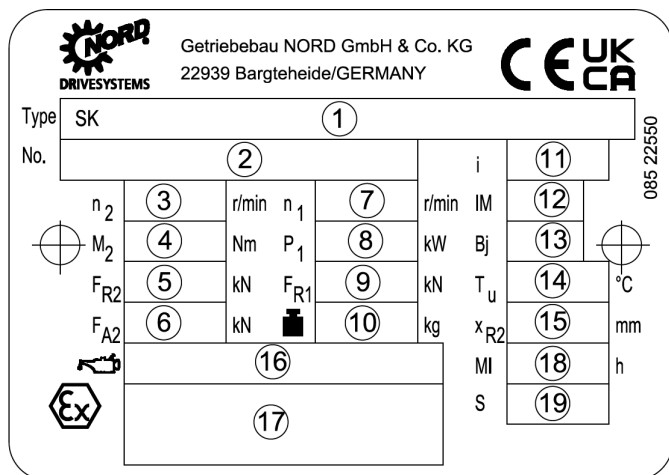 NORD
DRIVESYSTEMS
Getriebebau NORD GmbH & Co. KG
22939 Bargteheide/GERMANY
CE UK CA
Type SK 1
No. 2 i 11
085 22550
n2 3 r/min n1 7 r/min IM 12
M2 4 Nm P1 8 kW Bj 13
FR2 5 kN FR1 9 kN Tu 14 °C
FA2 6 kN 10 kg xR2 15 mm
16 MI 18 h
Ex 17 S 19